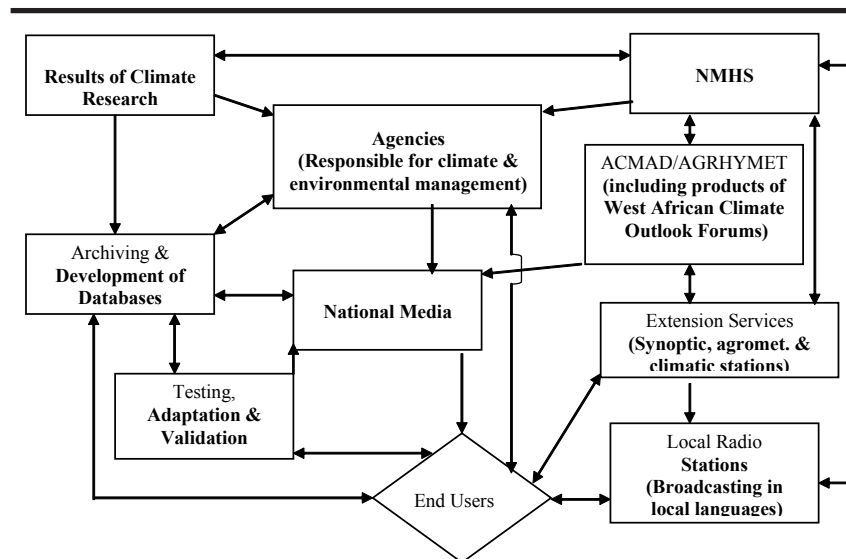 Results of Climate
Research
NMHS
Agencies
(Responsible for climate &
environmental management)
ACMAD/AGRHYMET
(including products of
West African Climate
Outlook Forums)
Archiving &
Development of
Databases
National Media
Extension Services
(Synoptic, agromet. &
climatic stations)
Testing,
Adaptation &
Validation
Local Radio
Stations
(Broadcasting in
local languages)
End Users